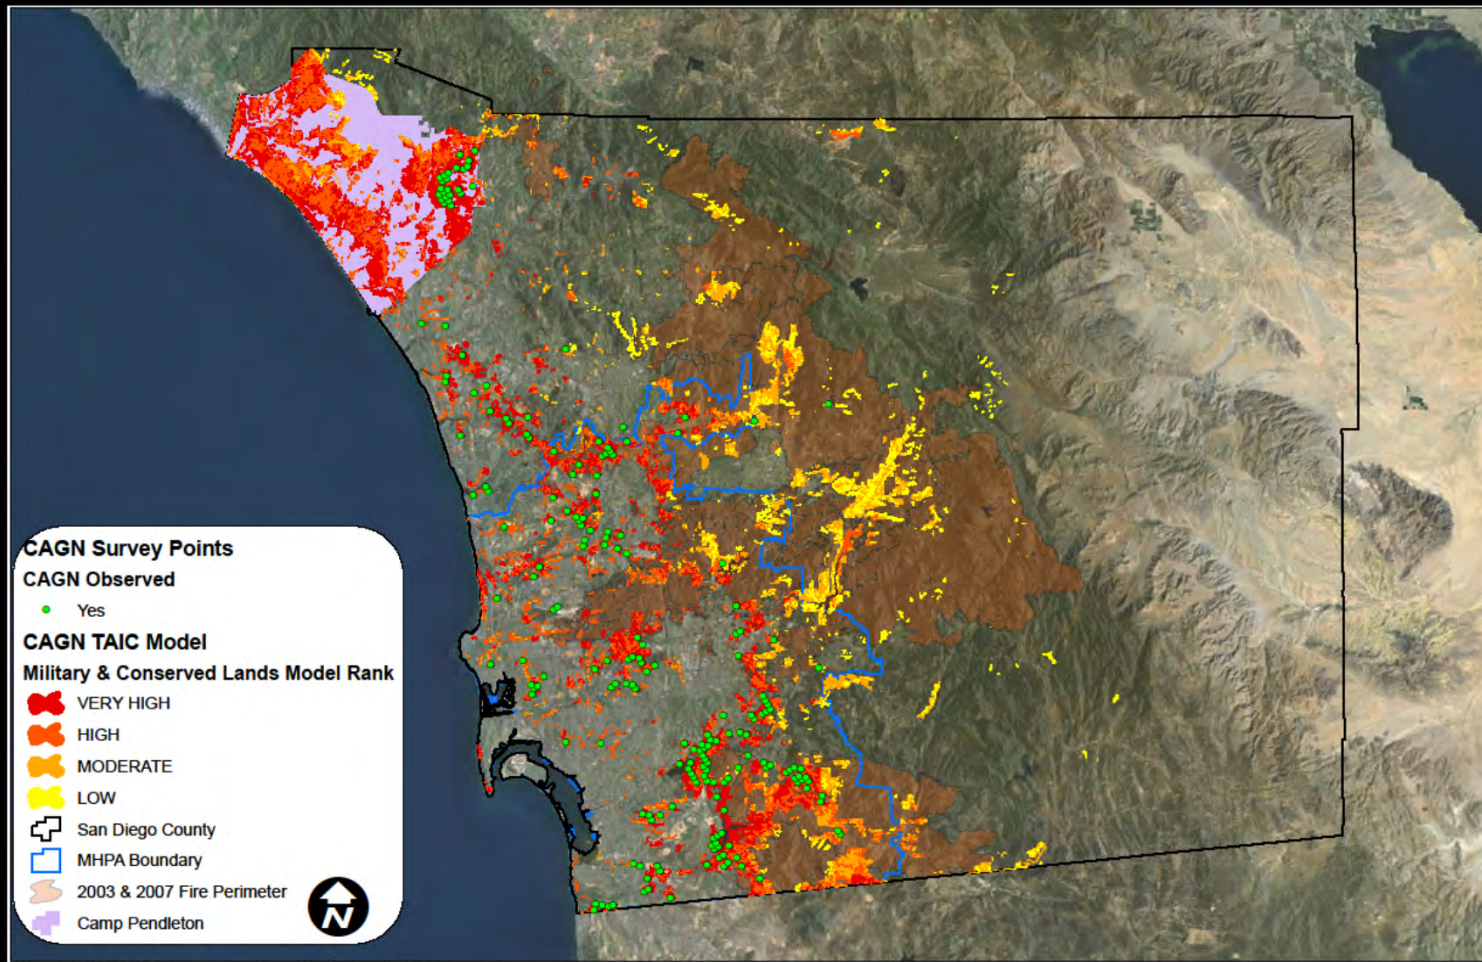 CAGN Survey Points
CAGN Observed
Yes
CAGN TAIC Model
Military & Conserved Lands Model Rank
VERY HIGH
HIGH
MODERATE
LOW
San Diego County
MHPA Boundary
2003 & 2007 Fire Perimeter
Camp Pendleton
N